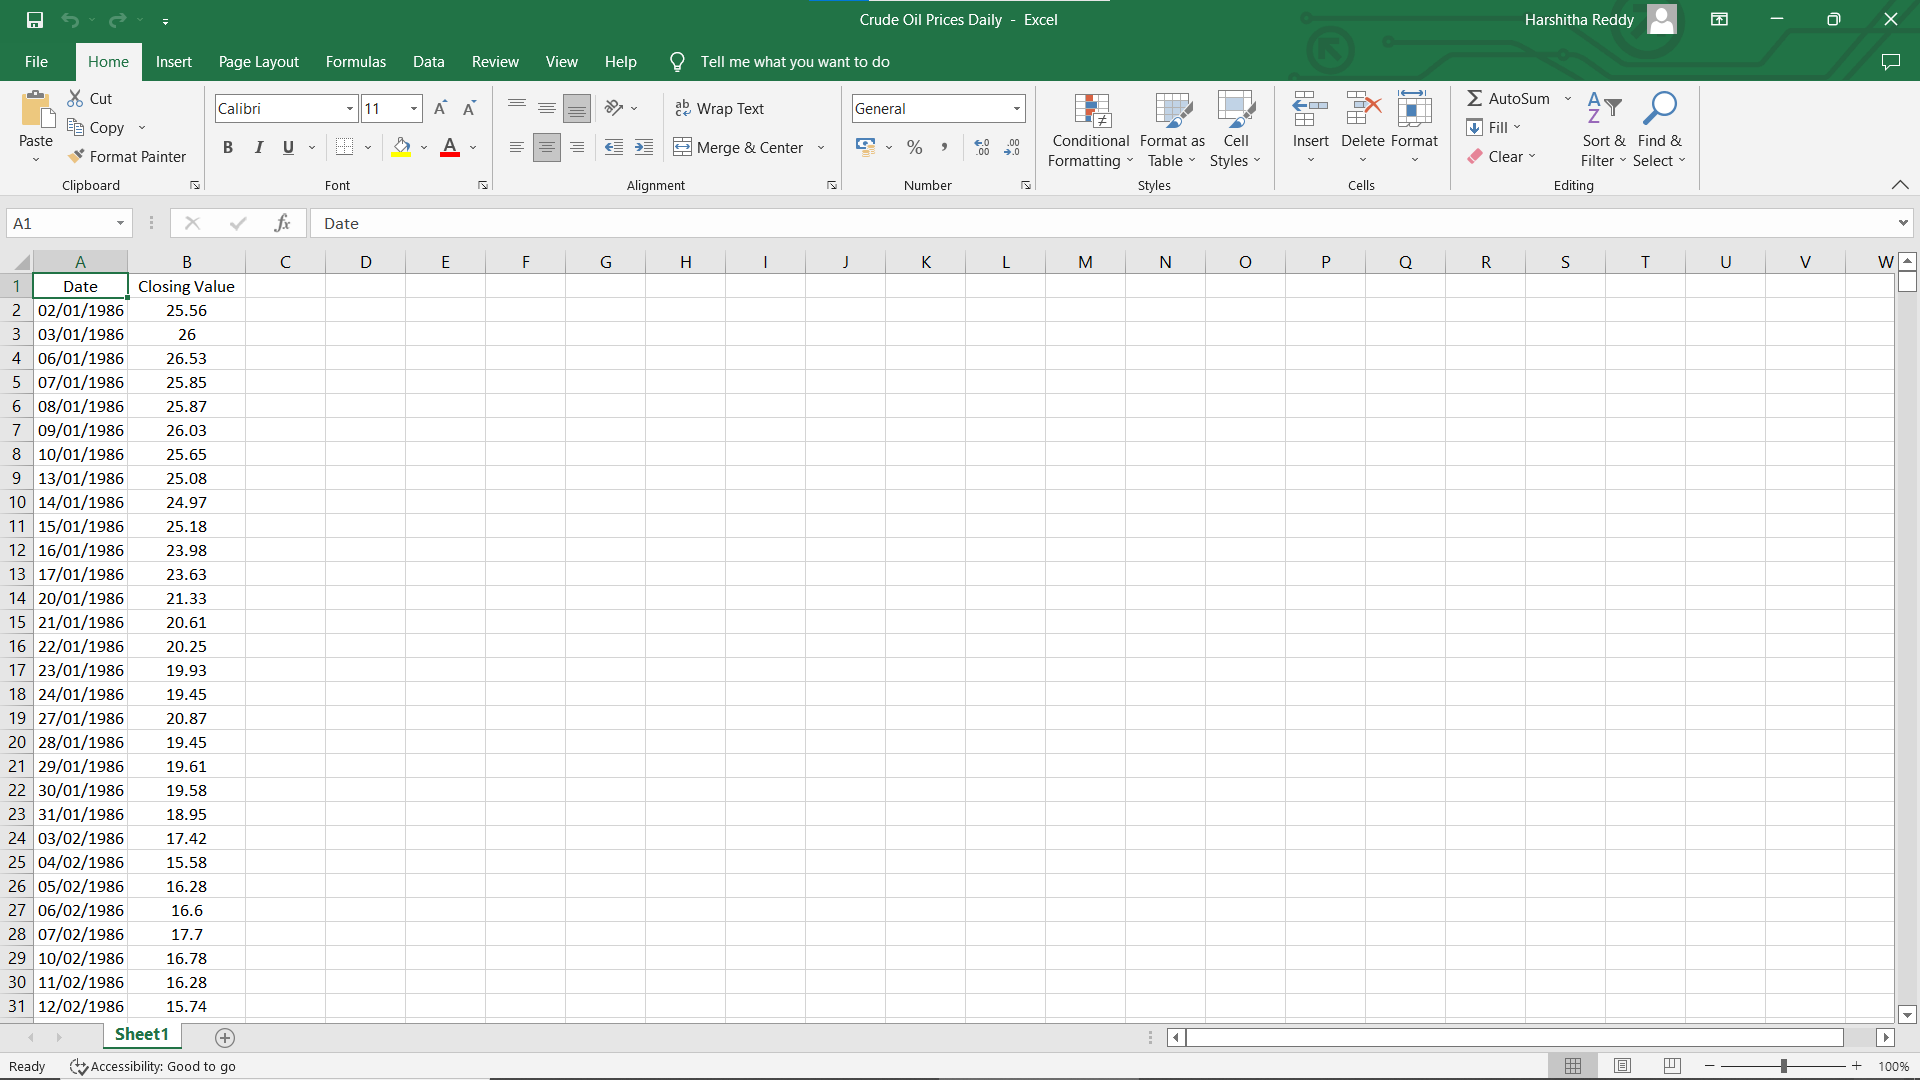 Crude Oil Prices Daily - Excel
Harshitha Reddy
File Home Insert Page Layout Formulas Data Review View Help Tell me what you want to do
Paste
Cut
Copy
Format Painter
Clipboard
Calibri 11
B I U
Font
Wrap Text
Merge & Center
Alignment
General
Number
Conditional Formatting
Format as Table
Cell Styles
Styles
Insert Delete Format
Cells
AutoSum
Fill
Clear
Sort & Filter
Find & Select
Editing
A1 fx Date
A B C D E F G H I J K L M N O P Q R S T U V W
1 Date Closing Value
2 02/01/1986 25.56
3 03/01/1986 26
4 06/01/1986 26.53
5 07/01/1986 25.85
6 08/01/1986 25.87
7 09/01/1986 26.03
8 10/01/1986 25.65
9 13/01/1986 25.08
10 14/01/1986 24.97
11 15/01/1986 25.18
12 16/01/1986 23.98
13 17/01/1986 23.63
14 20/01/1986 21.33
15 21/01/1986 20.61
16 22/01/1986 20.25
17 23/01/1986 19.93
18 24/01/1986 19.45
19 27/01/1986 20.87
20 28/01/1986 19.45
21 29/01/1986 19.61
22 30/01/1986 19.58
23 31/01/1986 18.95
24 03/02/1986 17.42
25 04/02/1986 15.58
26 05/02/1986 16.28
27 06/02/1986 16.6
28 07/02/1986 17.7
29 10/02/1986 16.78
30 11/02/1986 16.28
31 12/02/1986 15.74
Sheet1
Ready Accessibility: Good to go 100%